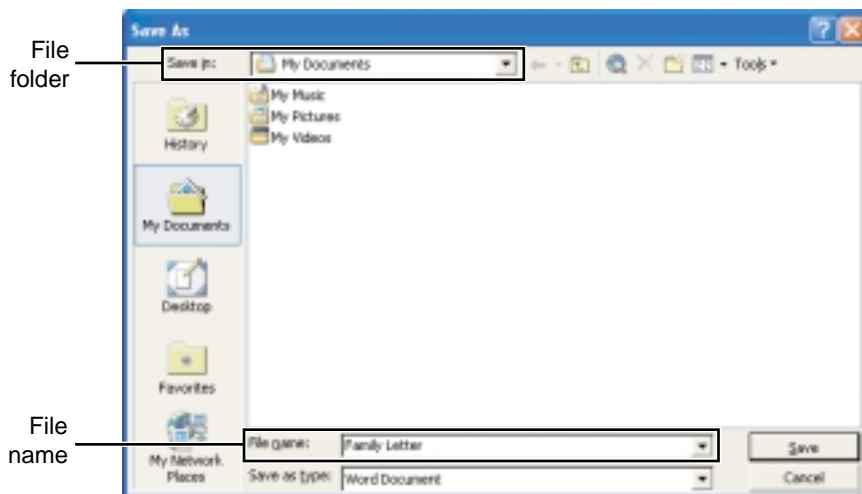 Save As
File folder
Save in:
My Documents
Tools
My Music
My Pictures
My Videos
History
My Documents
Desktop
Favorites
My Network Places
File name
File name:
Family Letter
Save
Save as type:
Word Document
Cancel